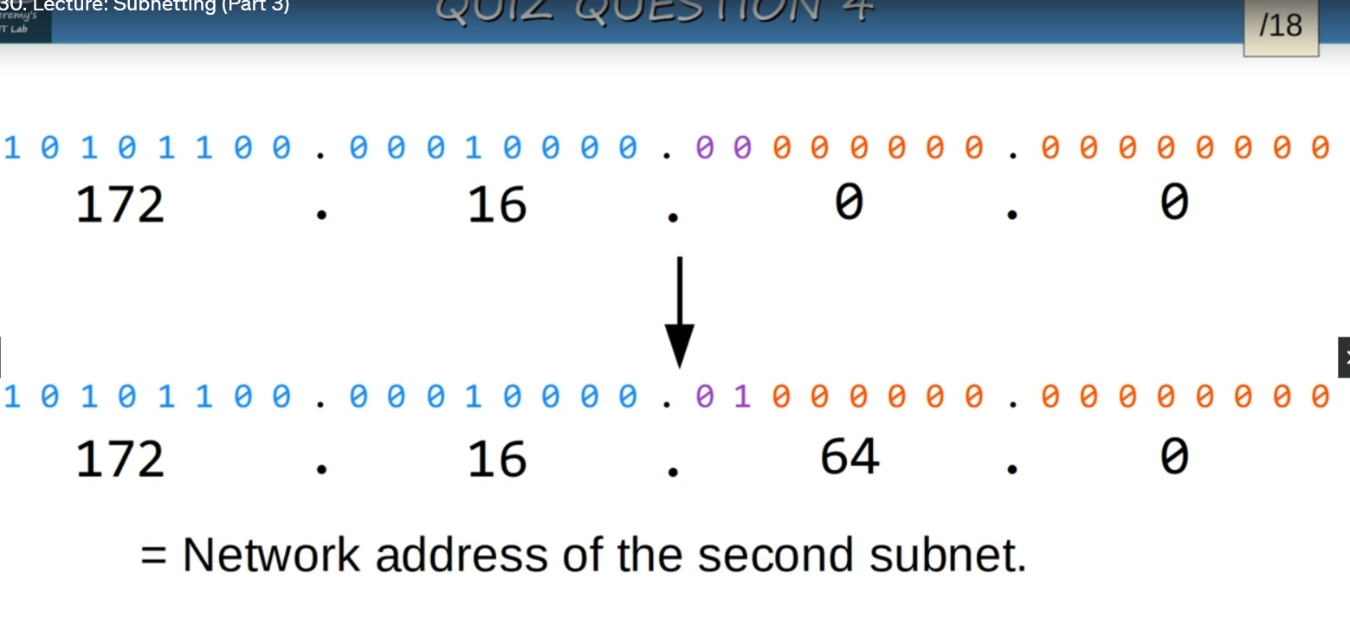 30. Lecture: Subnetting (Part 3)
QUIZ QUESTION 4
/18
1 0 1 0 1 1 0 0 . 0 0 0 1 0 0 0 0 . 0 0 0 0 0 0 0 0 . 0 0 0 0 0 0 0 0
172 . 16 . 0 . 0
1 0 1 0 1 1 0 0 . 0 0 0 1 0 0 0 0 . 0 1 0 0 0 0 0 0 . 0 0 0 0 0 0 0 0
172 . 16 . 64 . 0
= Network address of the second subnet.